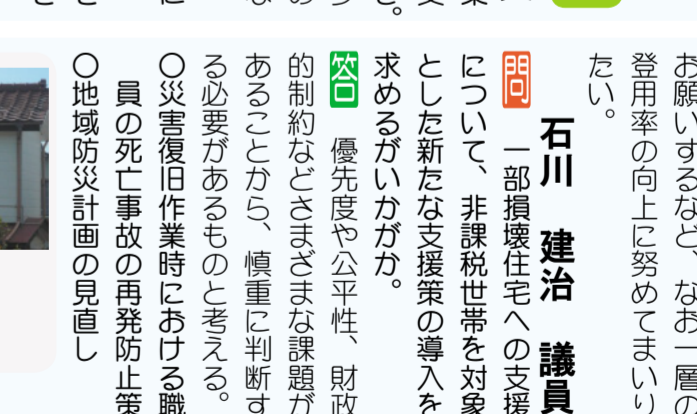 お願いするなど、なお一層の
登用率の向上に努めてまいり
たい。
石川 建治 議員
問 一部損壊住宅への支援
について、非課税世帯を対象
とした新たな支援策の導入を
求めるがいかがか。
答 優先度や公平性、財政
的制約などさまざまな課題が
あることから、慎重に判断す
る必要があるものと考える。
〇災害復旧作業時における職
員の死亡事故の再発防止策
〇地域防災計画の見直し